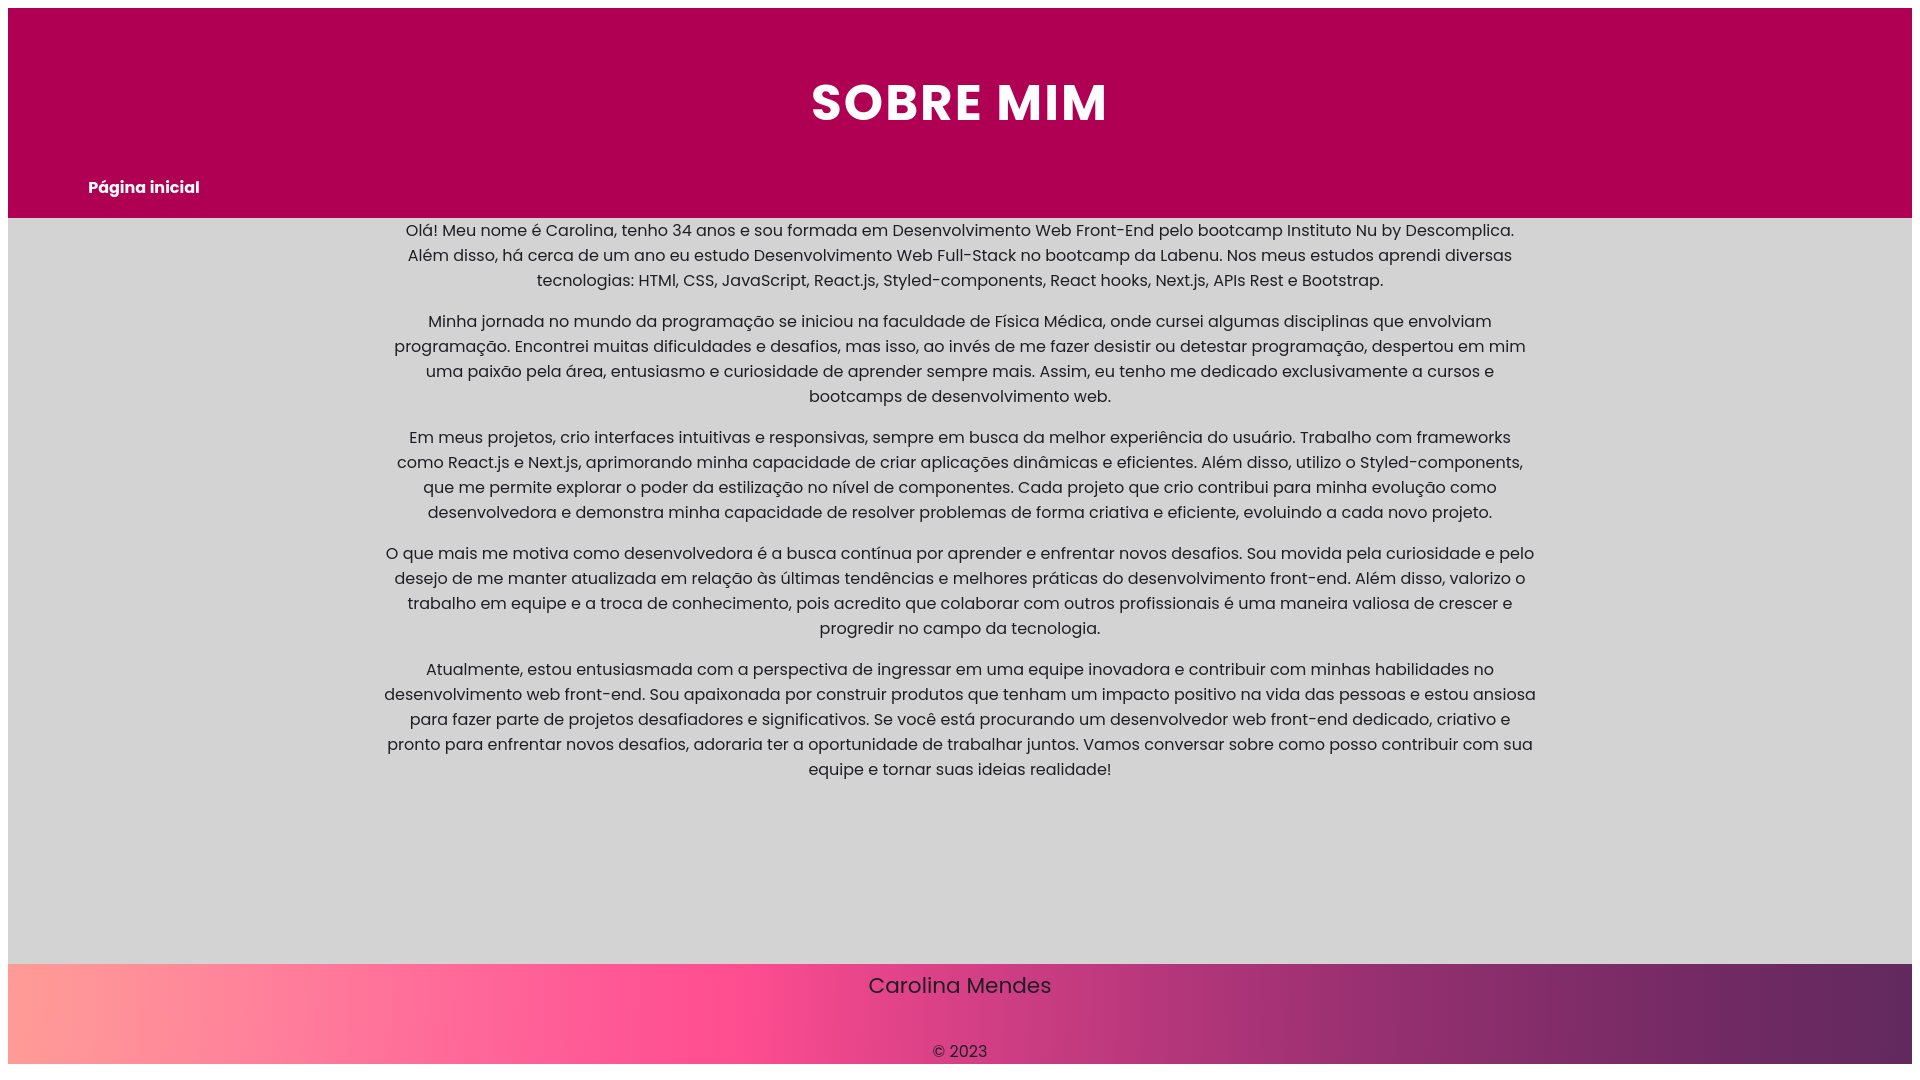 SOBRE MIM
Página inicial
Olá! Meu nome é Carolina, tenho 34 anos e sou formada em Desenvolvimento Web Front-End pelo bootcamp Instituto Nu by Descomplica.
Além disso, há cerca de um ano eu estudo Desenvolvimento Web Full-Stack no bootcamp da Labenu. Nos meus estudos aprendi diversas
tecnologias: HTMl, CSS, JavaScript, React.js, Styled-components, React hooks, Next.js, APIs Rest e Bootstrap.
Minha jornada no mundo da programação se iniciou na faculdade de Física Médica, onde cursei algumas disciplinas que envolviam
programação. Encontrei muitas dificuldades e desafios, mas isso, ao invés de me fazer desistir ou detestar programação, despertou em mim
uma paixão pela área, entusiasmo e curiosidade de aprender sempre mais. Assim, eu tenho me dedicado exclusivamente a cursos e
bootcamps de desenvolvimento web.
Em meus projetos, crio interfaces intuitivas e responsivas, sempre em busca da melhor experiência do usuário. Trabalho com frameworks
como React.js e Next.js, aprimorando minha capacidade de criar aplicações dinâmicas e eficientes. Além disso, utilizo o Styled-components,
que me permite explorar o poder da estilização no nível de componentes. Cada projeto que crio contribui para minha evolução como
desenvolvedora e demonstra minha capacidade de resolver problemas de forma criativa e eficiente, evoluindo a cada novo projeto.
O que mais me motiva como desenvolvedora é a busca contínua por aprender e enfrentar novos desafios. Sou movida pela curiosidade e pelo
desejo de me manter atualizada em relação às últimas tendências e melhores práticas do desenvolvimento front-end. Além disso, valorizo o
trabalho em equipe e a troca de conhecimento, pois acredito que colaborar com outros profissionais é uma maneira valiosa de crescer e
progredir no campo da tecnologia.
Atualmente, estou entusiasmada com a perspectiva de ingressar em uma equipe inovadora e contribuir com minhas habilidades no
desenvolvimento web front-end. Sou apaixonada por construir produtos que tenham um impacto positivo na vida das pessoas e estou ansiosa
para fazer parte de projetos desafiadores e significativos. Se você está procurando um desenvolvedor web front-end dedicado, criativo e
pronto para enfrentar novos desafios, adoraria ter a oportunidade de trabalhar juntos. Vamos conversar sobre como posso contribuir com sua
equipe e tornar suas ideias realidade!
Carolina Mendes
© 2023